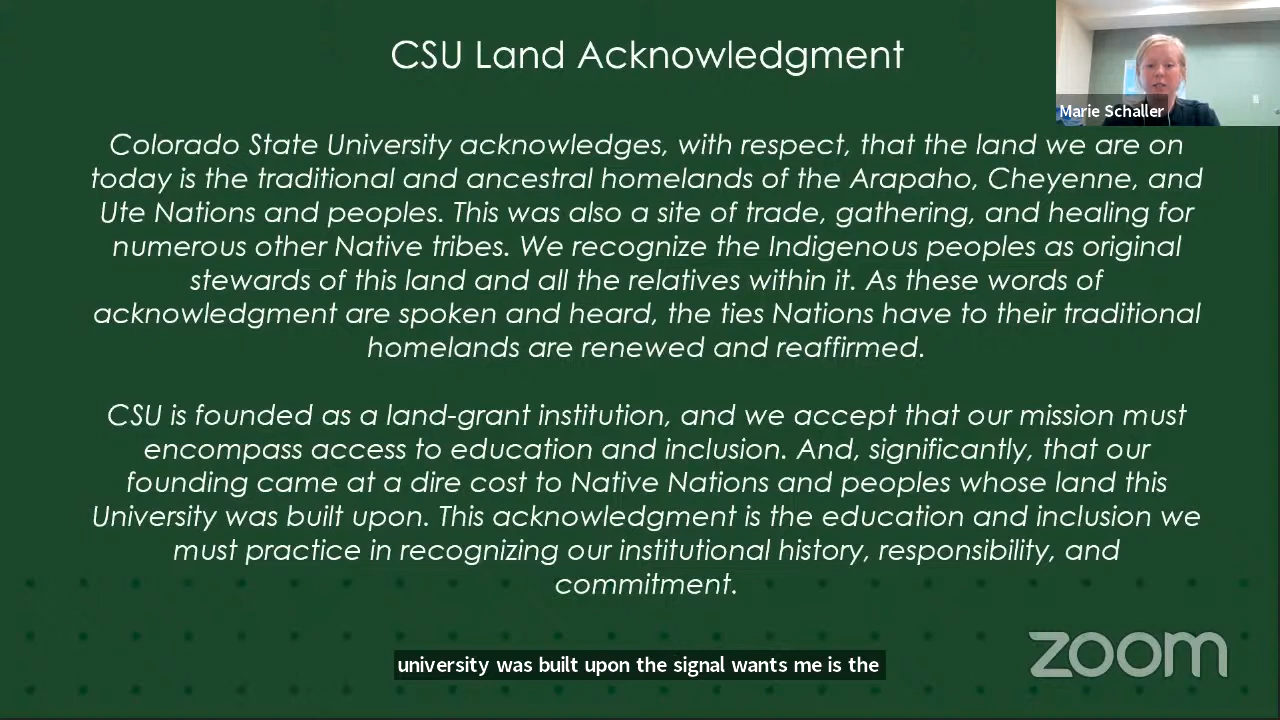 CSU Land Acknowledgment
Marie Schaller
Colorado State University acknowledges, with respect, that the land we are on
today is the traditional and ancestral homelands of the Arapaho, Cheyenne, and
Ute Nations and peoples. This was also a site of trade, gathering, and healing for
numerous other Native tribes. We recognize the Indigenous peoples as original
stewards of this land and all the relatives within it. As these words of
acknowledgment are spoken and heard, the ties Nations have to their traditional
homelands are renewed and reaffirmed.
CSU is founded as a land-grant institution, and we accept that our mission must
encompass access to education and inclusion. And, significantly, that our
founding came at a dire cost to Native Nations and peoples whose land this
University was built upon. This acknowledgment is the education and inclusion we
must practice in recognizing our institutional history, responsibility, and
commitment.
zoom
university was built upon the signal wants me is the